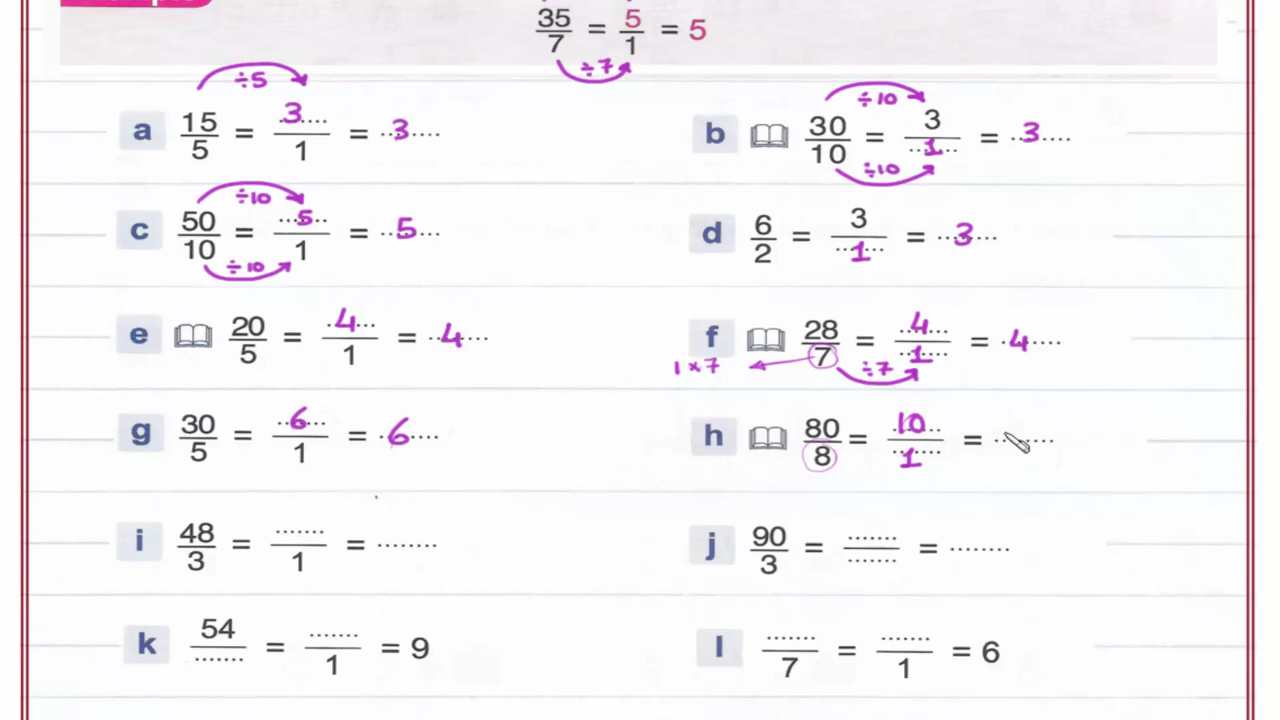 35/7 = 5/1 = 5
÷7
÷5
a 15/5 = 3/1 = 3
÷10
b 30/10 = 3/1 = 3
÷10
÷10
c 50/10 = 5/1 = 5
÷10
d 6/2 = 3/1 = 3
e 20/5 = 4/1 = 4
f 28/7 = 4/1 = 4
1 × 7 ÷7
g 30/5 = 6/1 = 6
h 80/8 = 10/1 = ........
i 48/3 = ......./1 = ........
j 90/3 = ......./....... = ........
k 54/....... = ......./1 = 9
l ......./7 = ......./1 = 6